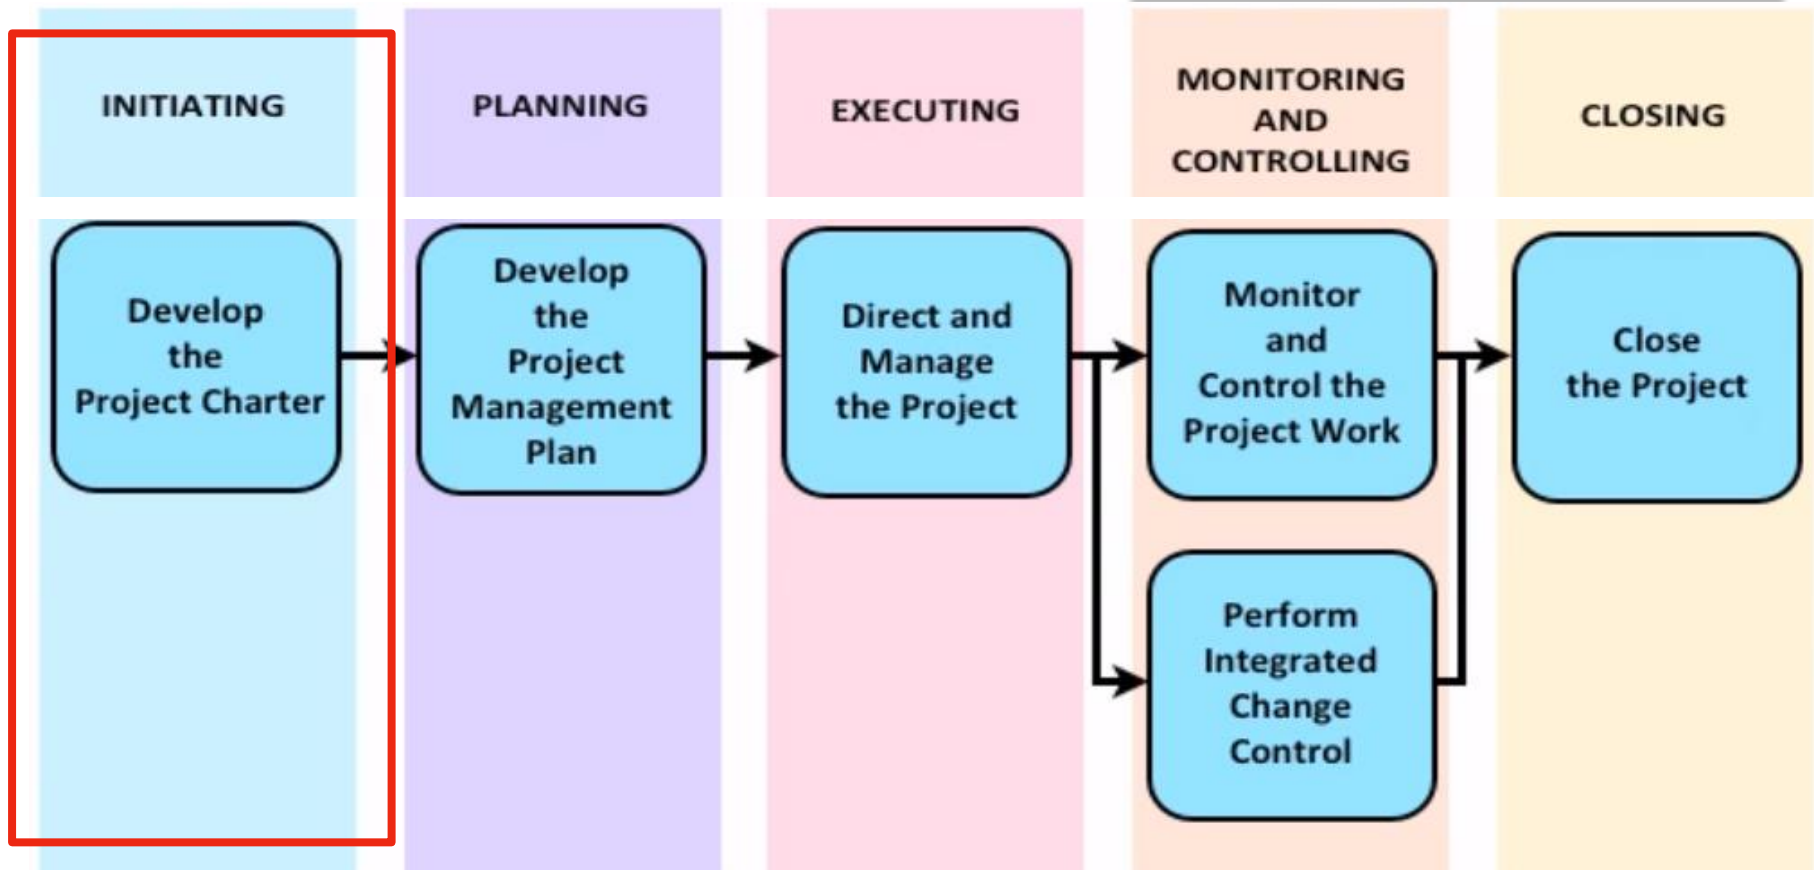 INITIATING
PLANNING
EXECUTING
MONITORING
AND
CONTROLLING
CLOSING
Develop
the
Project Charter
Develop
the
Project
Management
Plan
Direct and
Manage
the Project
Monitor
and
Control the
Project Work
Close
the Project
Perform
Integrated
Change
Control